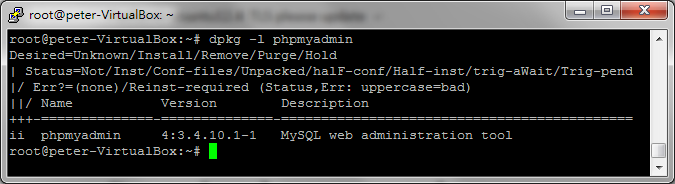 root@peter-VirtualBox: ~
root@peter-VirtualBox:~# dpkg -l phpmyadmin
Desired=Unknown/Install/Remove/Purge/Hold
| Status=Not/Inst/Conf-files/Unpacked/halF-conf/Half-inst/trig-aWait/Trig-pend
|/ Err?=(none)/Reinst-required (Status,Err: uppercase=bad)
||/ Name           Version        Description
+++-==============-==============-============================================
ii  phpmyadmin     4:3.4.10.1-1   MySQL web administration tool
root@peter-VirtualBox:~#